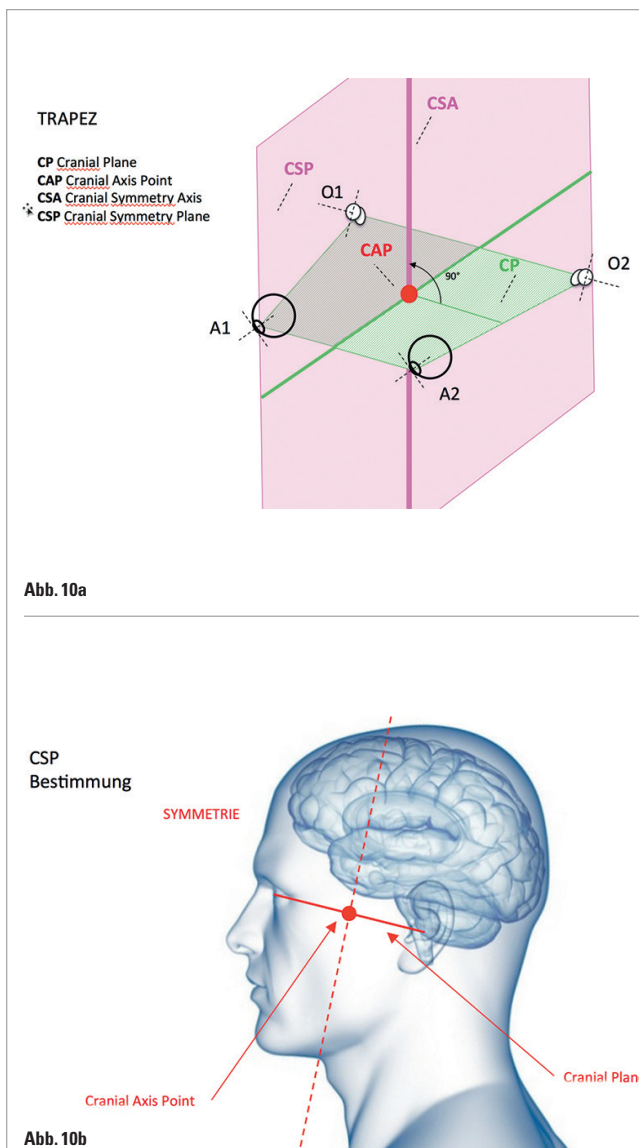 TRAPEZ
CP Cranial Plane
CAP Cranial Axis Point
CSA Cranial Symmetry Axis
CSP Cranial Symmetry Plane
CSA
CSP
O1
O2
CAP
90°
CP
A1
A2
Abb. 10a
CSP
Bestimmung
SYMMETRIE
Cranial Plane
Cranial Axis Point
Abb. 10b